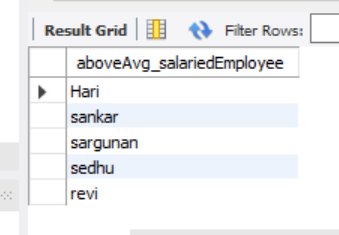 Result Grid Filter Rows:
aboveAvg_salariedEmployee
Hari
sankar
sargunan
sedhu
revi